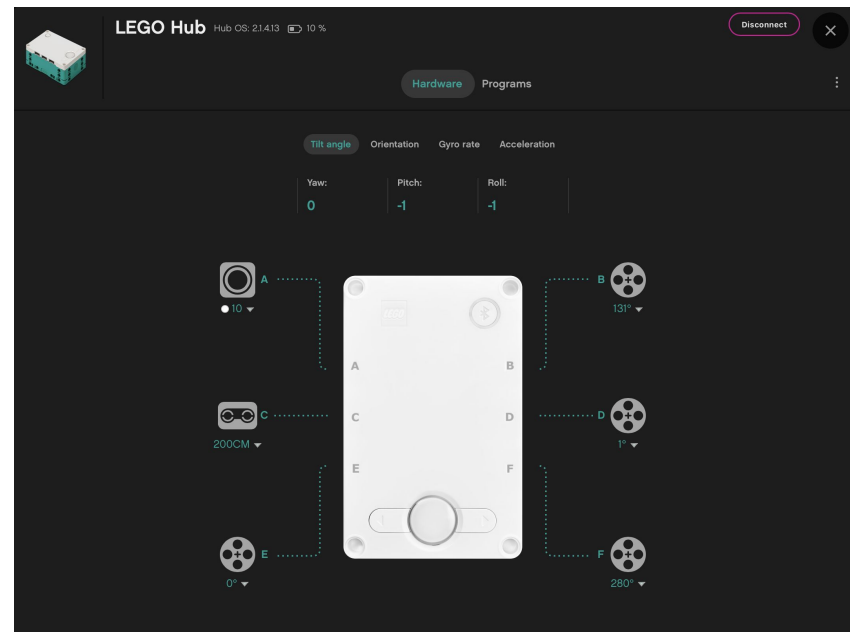 LEGO Hub Hub OS: 2.1.4.13 10 %
Disconnect
Hardware Programs
Tilt angle Orientation Gyro rate Acceleration
Yaw: Pitch: Roll:
0 -1 -1
A B
10 131°
A B
C C D D
200CM 1°
E F
E F
0° 280°